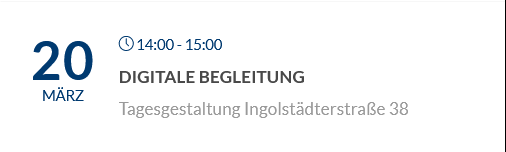 20
MÄRZ
14:00 - 15:00
DIGITALE BEGLEITUNG
Tagesgestaltung Ingolstädterstraße 38